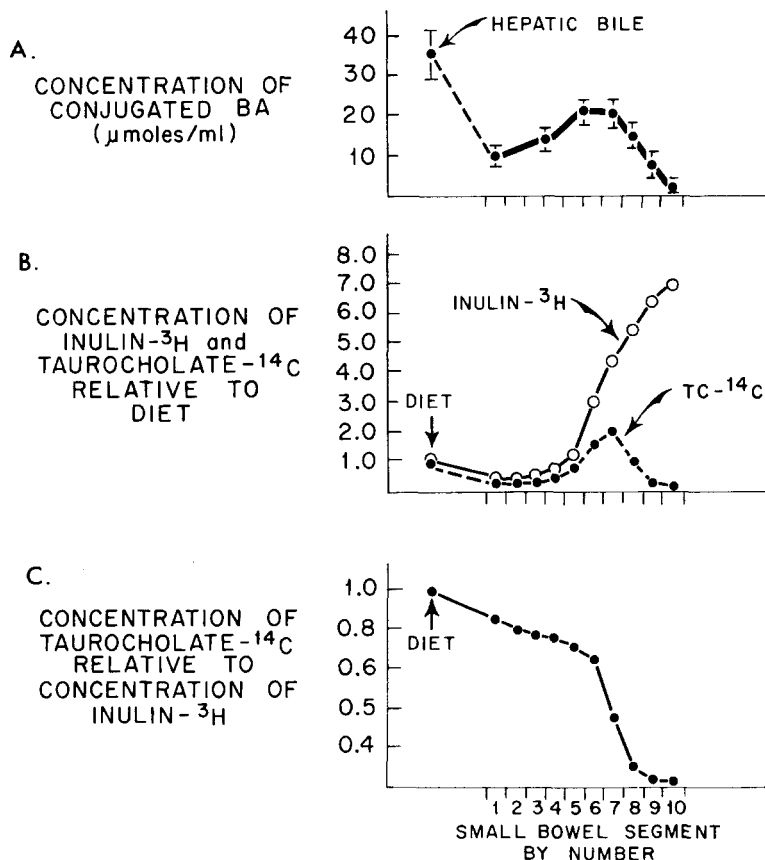 A.
CONCENTRATION OF
CONJUGATED BA
(μmoles/ml)
40
30
20
10
HEPATIC BILE
B.
CONCENTRATION OF
INULIN-³H and
TAUROCHOLATE-¹⁴C
RELATIVE TO
DIET
8.0
7.0
6.0
5.0
4.0
3.0
2.0
1.0
DIET
INULIN-³H
TC-¹⁴C
C.
CONCENTRATION OF
TAUROCHOLATE-¹⁴C
RELATIVE TO
CONCENTRATION OF
INULIN-³H
1.0
0.8
0.6
0.5
0.4
DIET
1 2 3 4 5 6 7 8 9 10
SMALL BOWEL SEGMENT
BY NUMBER